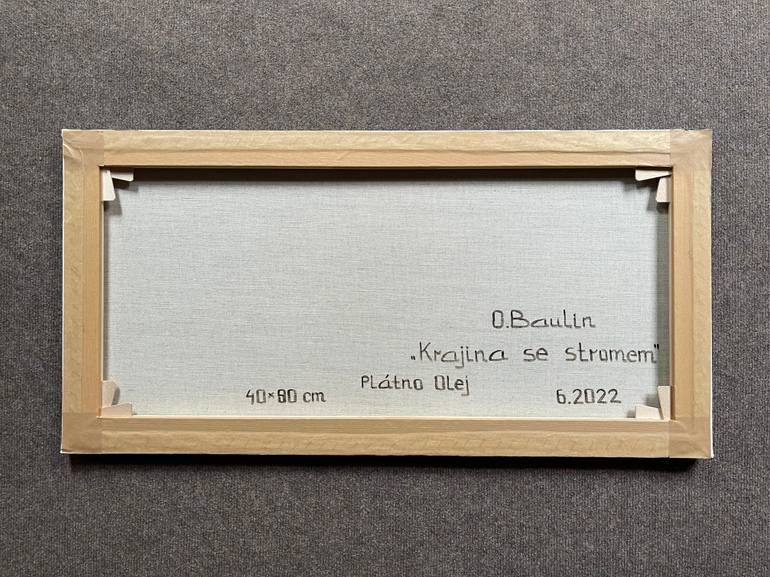 O.Baulin
„Krajina se stromem"
Plátno Olej
40×80 cm
6.2022